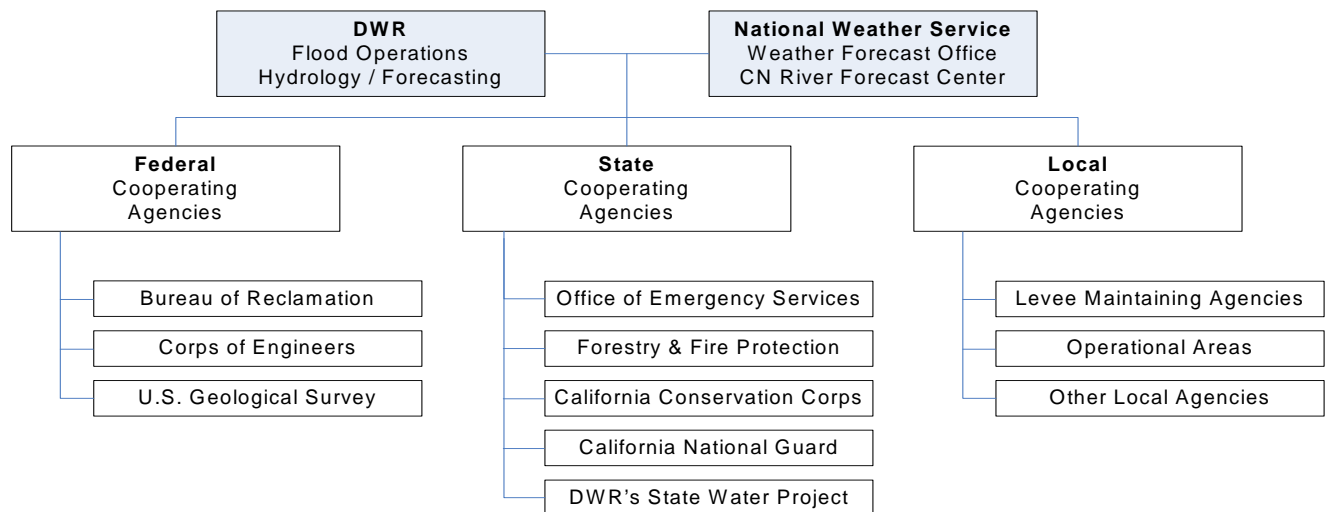 DWR
Flood Operations
Hydrology / Forecasting
National Weather Service
Weather Forecast Office
CN River Forecast Center
Federal
Cooperating
Agencies
Bureau of Reclamation
Corps of Engineers
U.S. Geological Survey
State
Cooperating
Agencies
Office of Emergency Services
Forestry & Fire Protection
California Conservation Corps
California National Guard
DWR's State Water Project
Local
Cooperating
Agencies
Levee Maintaining Agencies
Operational Areas
Other Local Agencies